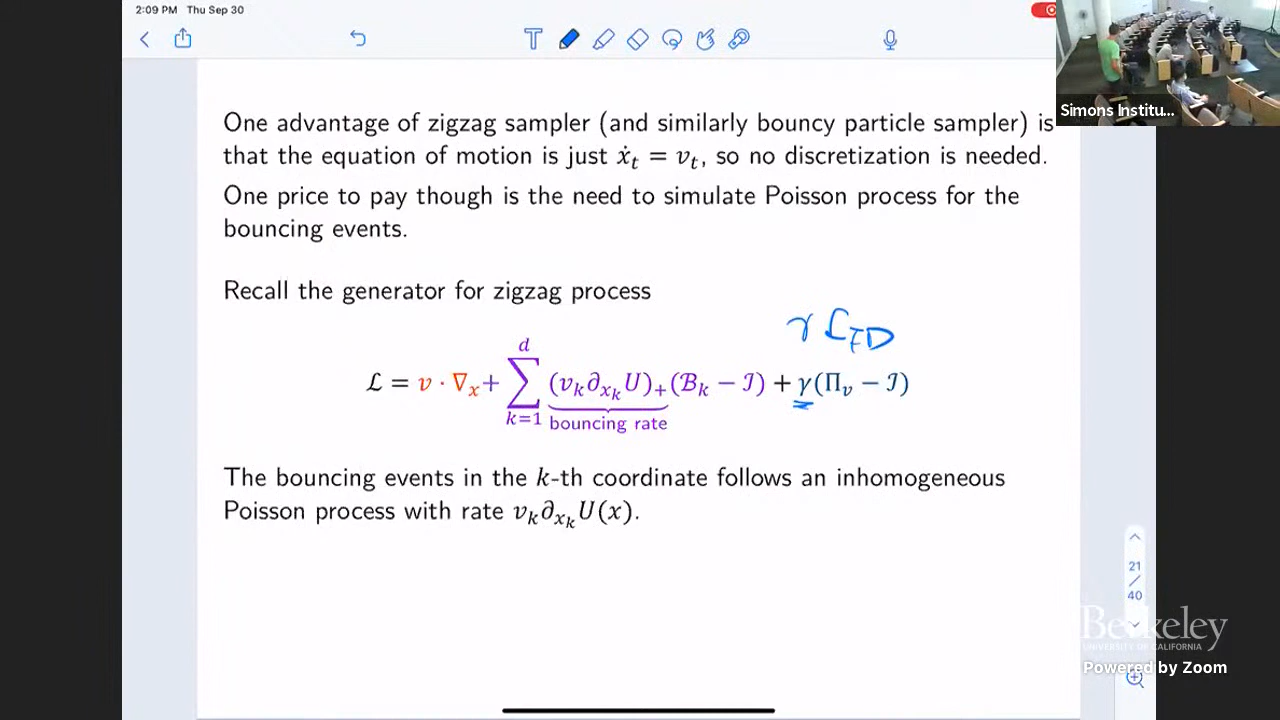 2:09 PM Thu Sep 30
T
Simons Institu...
One advantage of zigzag sampler (and similarly bouncy particle sampler) is
that the equation of motion is just ẋ_t = v_t, so no discretization is needed.
One price to pay though is the need to simulate Poisson process for the
bouncing events.
Recall the generator for zigzag process
γ ℒ_FD
ℒ = v · ∇_x + ∑_{k=1}^{d} (v_k ∂_{x_k} U)_+ (ℬ_k − ℐ) + γ(Π_v − ℐ)
bouncing rate
The bouncing events in the k-th coordinate follows an inhomogeneous
Poisson process with rate v_k ∂_{x_k} U(x).
21
/
40
Berkeley
UNIVERSITY OF CALIFORNIA
Powered by Zoom